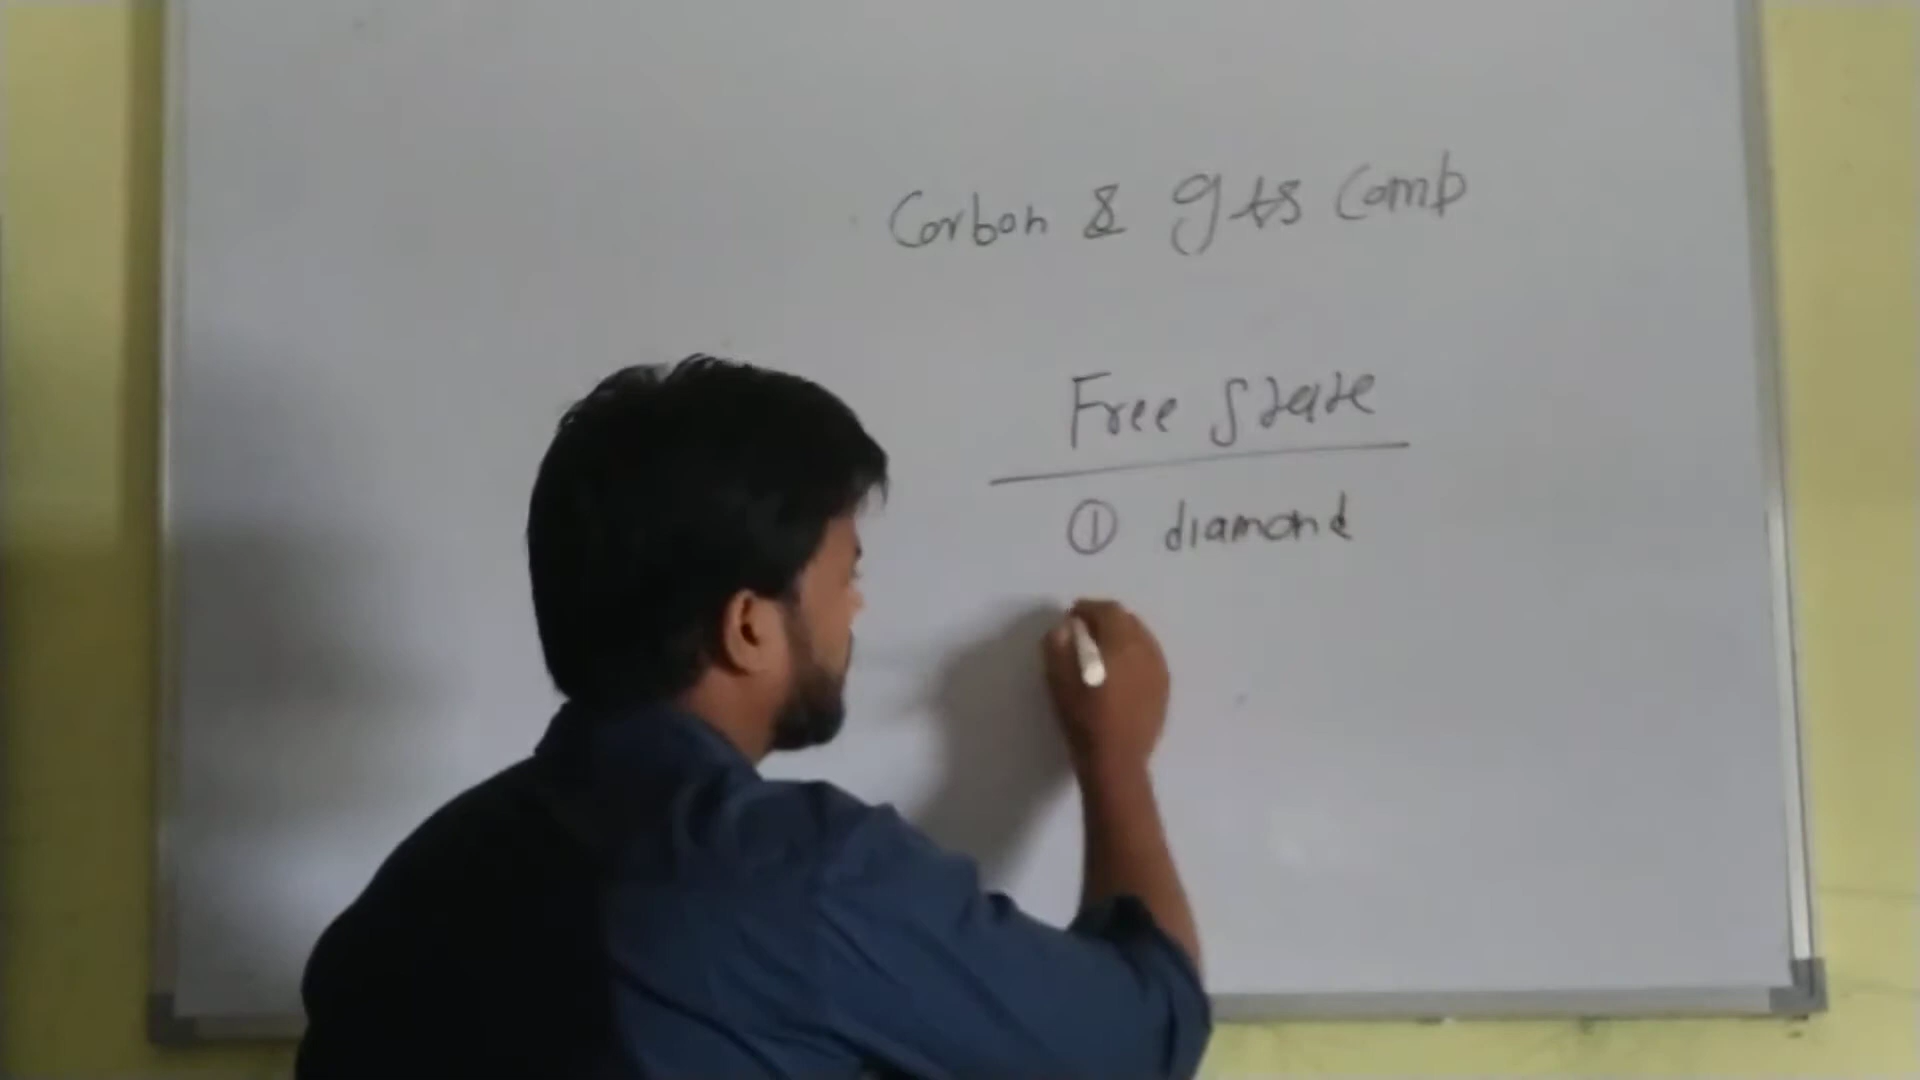 Carbon & Its Comp
Free State
① diamond